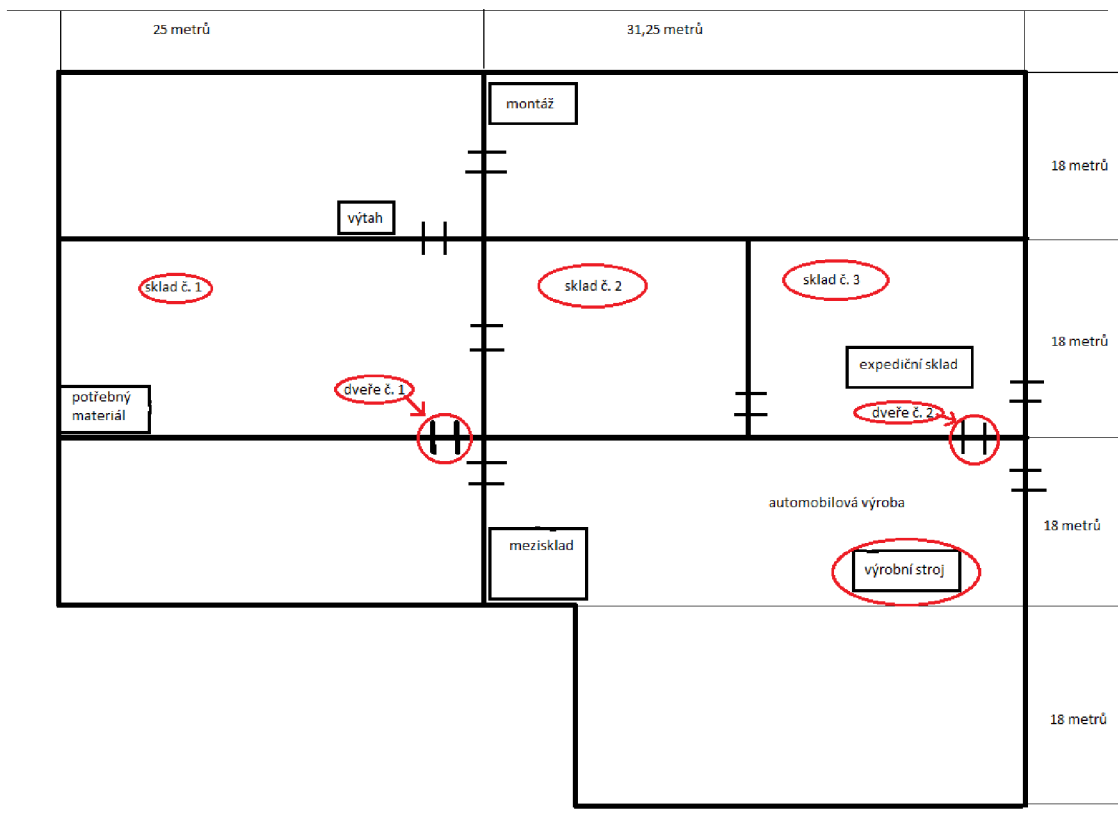 25 metrů
31,25 metrů
montáž
18 metrů
výtah
sklad č. 1
sklad č. 2
sklad č. 3
18 metrů
expediční sklad
potřebný
materiál
dveře č. 1
dveře č. 2
automobilová výroba
18 metrů
mezisklad
výrobní stroj
18 metrů